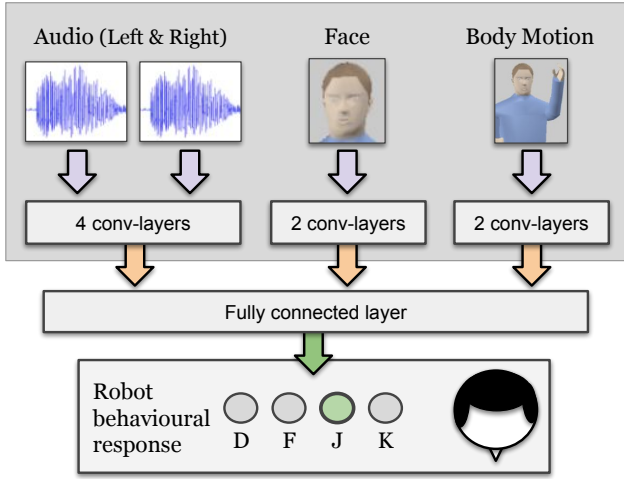 Audio (Left & Right)
Face
Body Motion
4 conv-layers
2 conv-layers
2 conv-layers
Fully connected layer
Robot
behavioural
response
D F J K